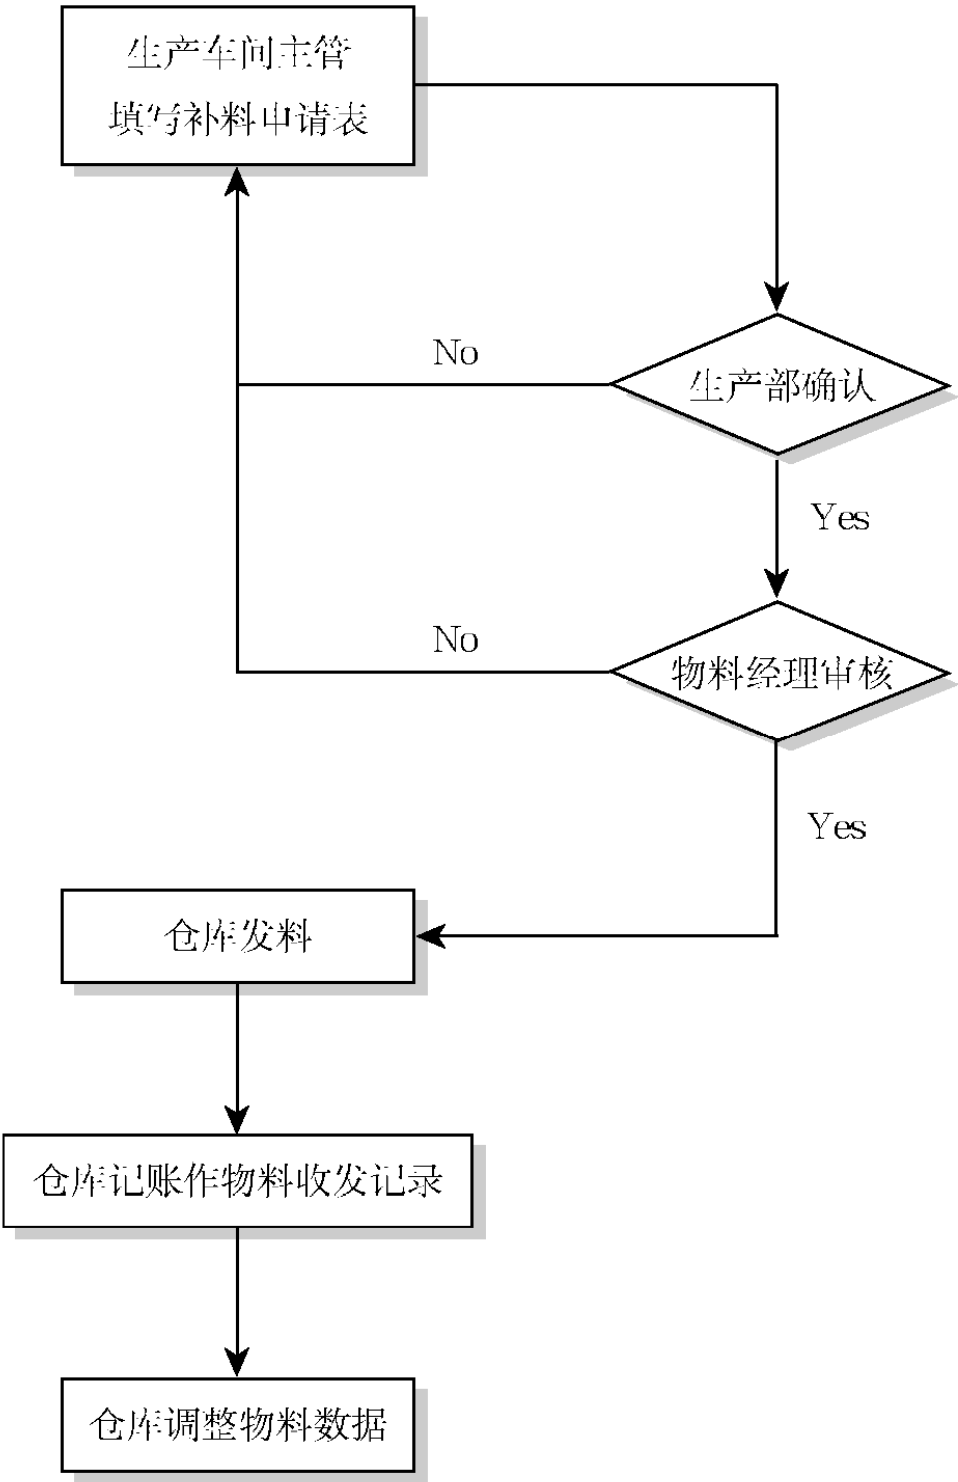 生产车间主管
填写补料申请表
No
生产部确认
Yes
No
物料经理审核
Yes
仓库发料
仓库记账作物料收发记录
仓库调整物料数据